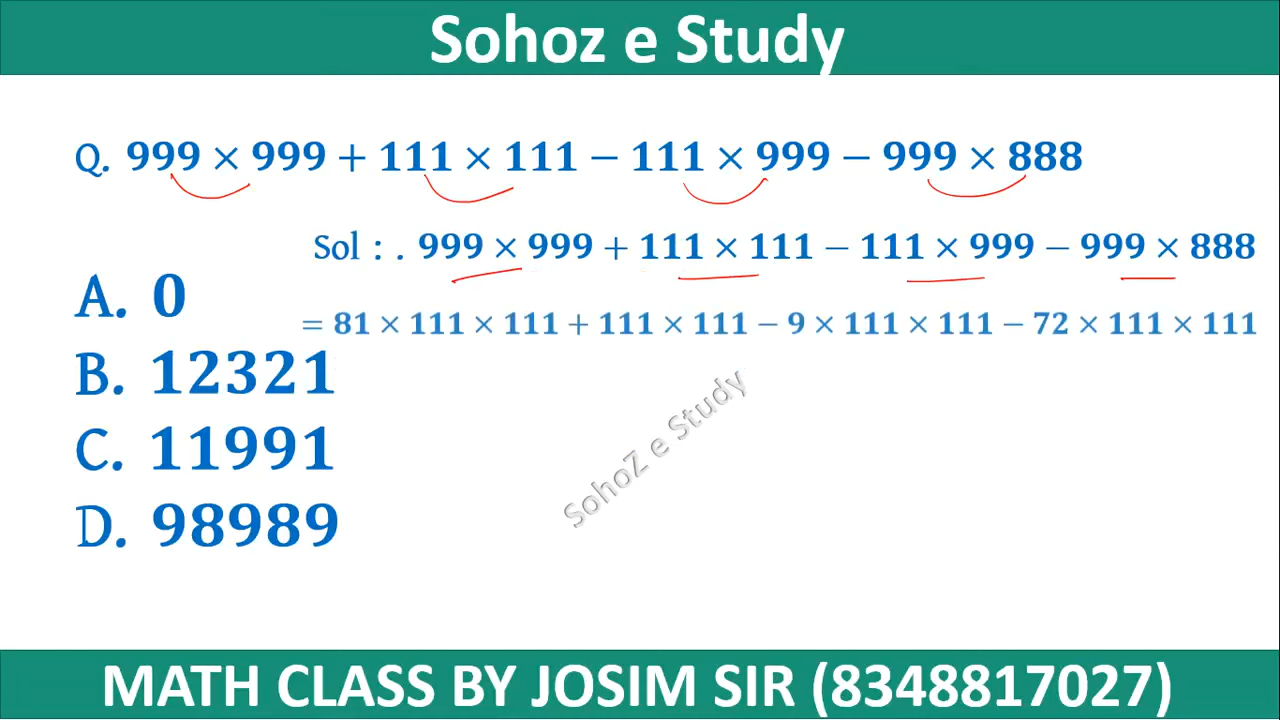 Sohoz e Study
Q. 999 × 999 + 111 × 111 − 111 × 999 − 999 × 888
Sol : . 999 × 999 + 111 × 111 − 111 × 999 − 999 × 888
= 81 × 111 × 111 + 111 × 111 − 9 × 111 × 111 − 72 × 111 × 111
A. 0
B. 12321
C. 11991
D. 98989
SohoZ e Study
MATH CLASS BY JOSIM SIR (8348817027)